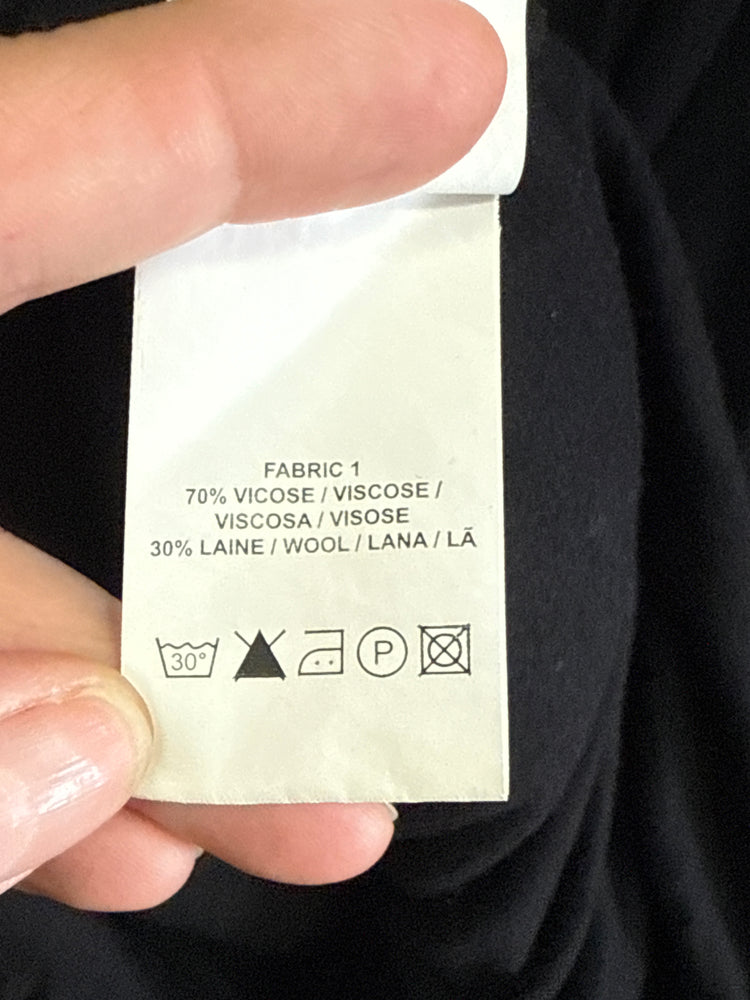 FABRIC 1
70% VICOSE / VISCOSE /
VISCOSA / VISOSE
30% LAINE / WOOL / LANA / LÃ
30° P